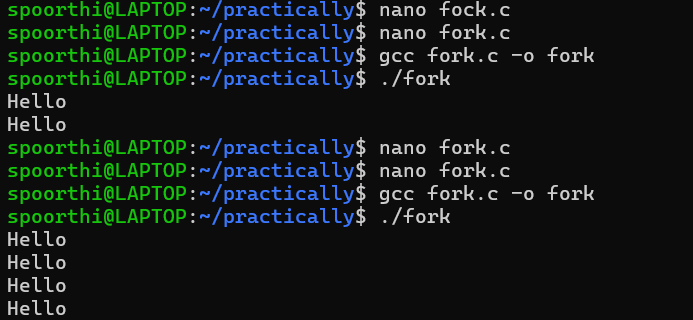 spoorthi@LAPTOP:~/practically$ nano fock.c
spoorthi@LAPTOP:~/practically$ nano fork.c
spoorthi@LAPTOP:~/practically$ gcc fork.c -o fork
spoorthi@LAPTOP:~/practically$ ./fork
Hello
Hello
spoorthi@LAPTOP:~/practically$ nano fork.c
spoorthi@LAPTOP:~/practically$ nano fork.c
spoorthi@LAPTOP:~/practically$ gcc fork.c -o fork
spoorthi@LAPTOP:~/practically$ ./fork
Hello
Hello
Hello
Hello